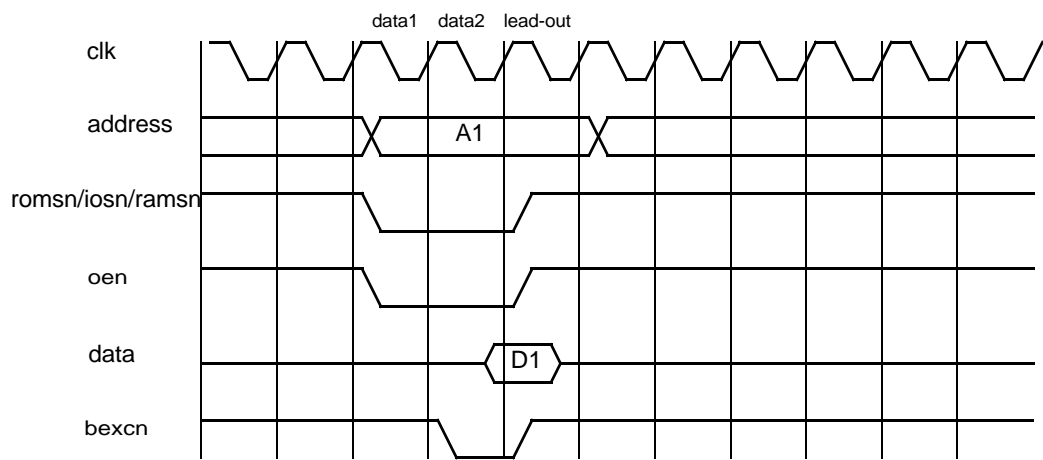 data1 data2 lead-out
clk
address
A1
romsn/iosn/ramsn
oen
data
D1
bexcn